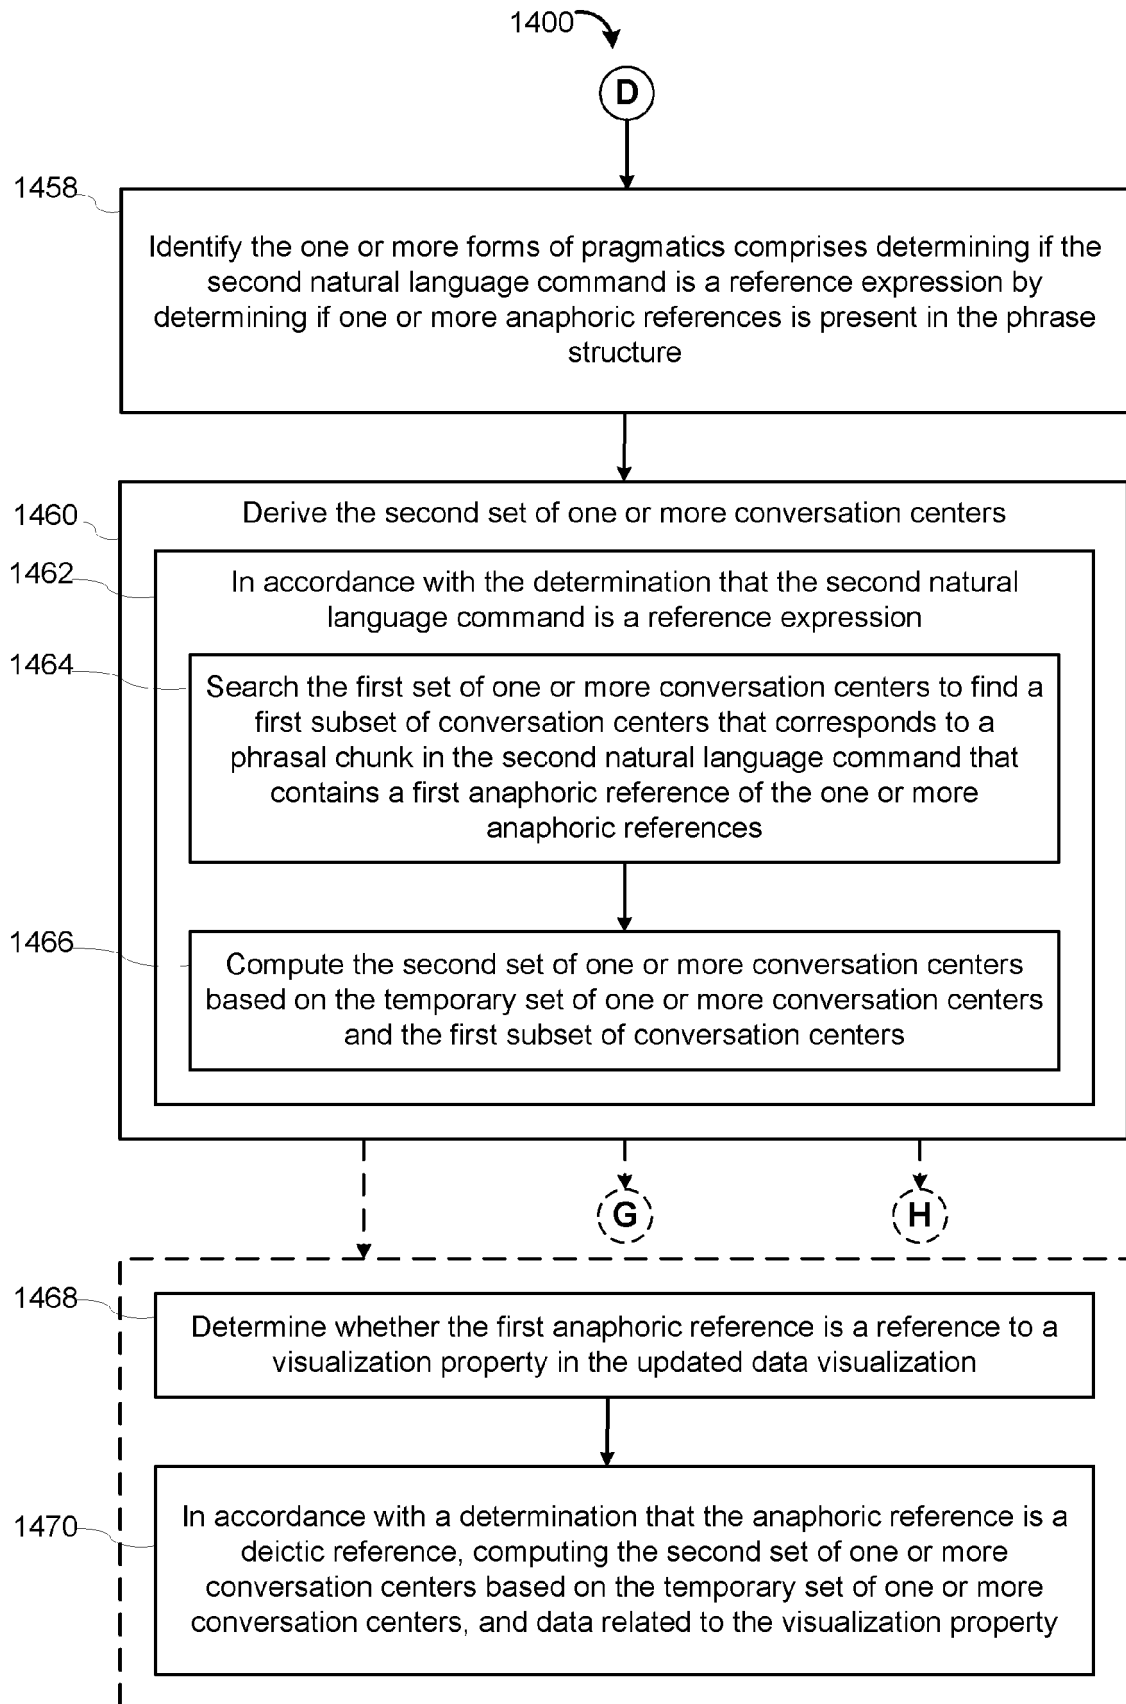 1400
D
1458
Identify the one or more forms of pragmatics comprises determining if the
second natural language command is a reference expression by
determining if one or more anaphoric references is present in the phrase
structure
1460
Derive the second set of one or more conversation centers
1462
In accordance with the determination that the second natural
language command is a reference expression
1464
Search the first set of one or more conversation centers to find a
first subset of conversation centers that corresponds to a
phrasal chunk in the second natural language command that
contains a first anaphoric reference of the one or more
anaphoric references
1466
Compute the second set of one or more conversation centers
based on the temporary set of one or more conversation centers
and the first subset of conversation centers
G
H
1468
Determine whether the first anaphoric reference is a reference to a
visualization property in the updated data visualization
1470
In accordance with a determination that the anaphoric reference is a
deictic reference, computing the second set of one or more
conversation centers based on the temporary set of one or more
conversation centers, and data related to the visualization property